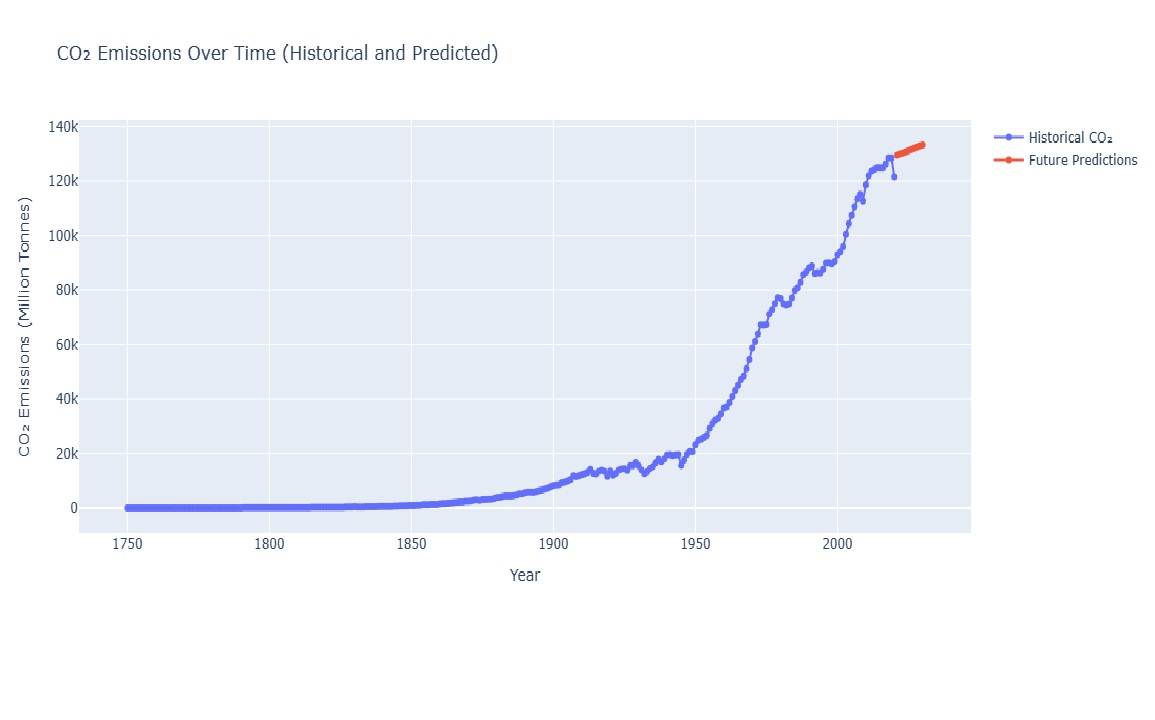 CO₂ Emissions Over Time (Historical and Predicted)
140k
120k
100k
80k
60k
40k
20k
0
CO₂ Emissions (Million Tonnes)
1750
1800
1850
1900
1950
2000
Year
Historical CO₂
Future Predictions